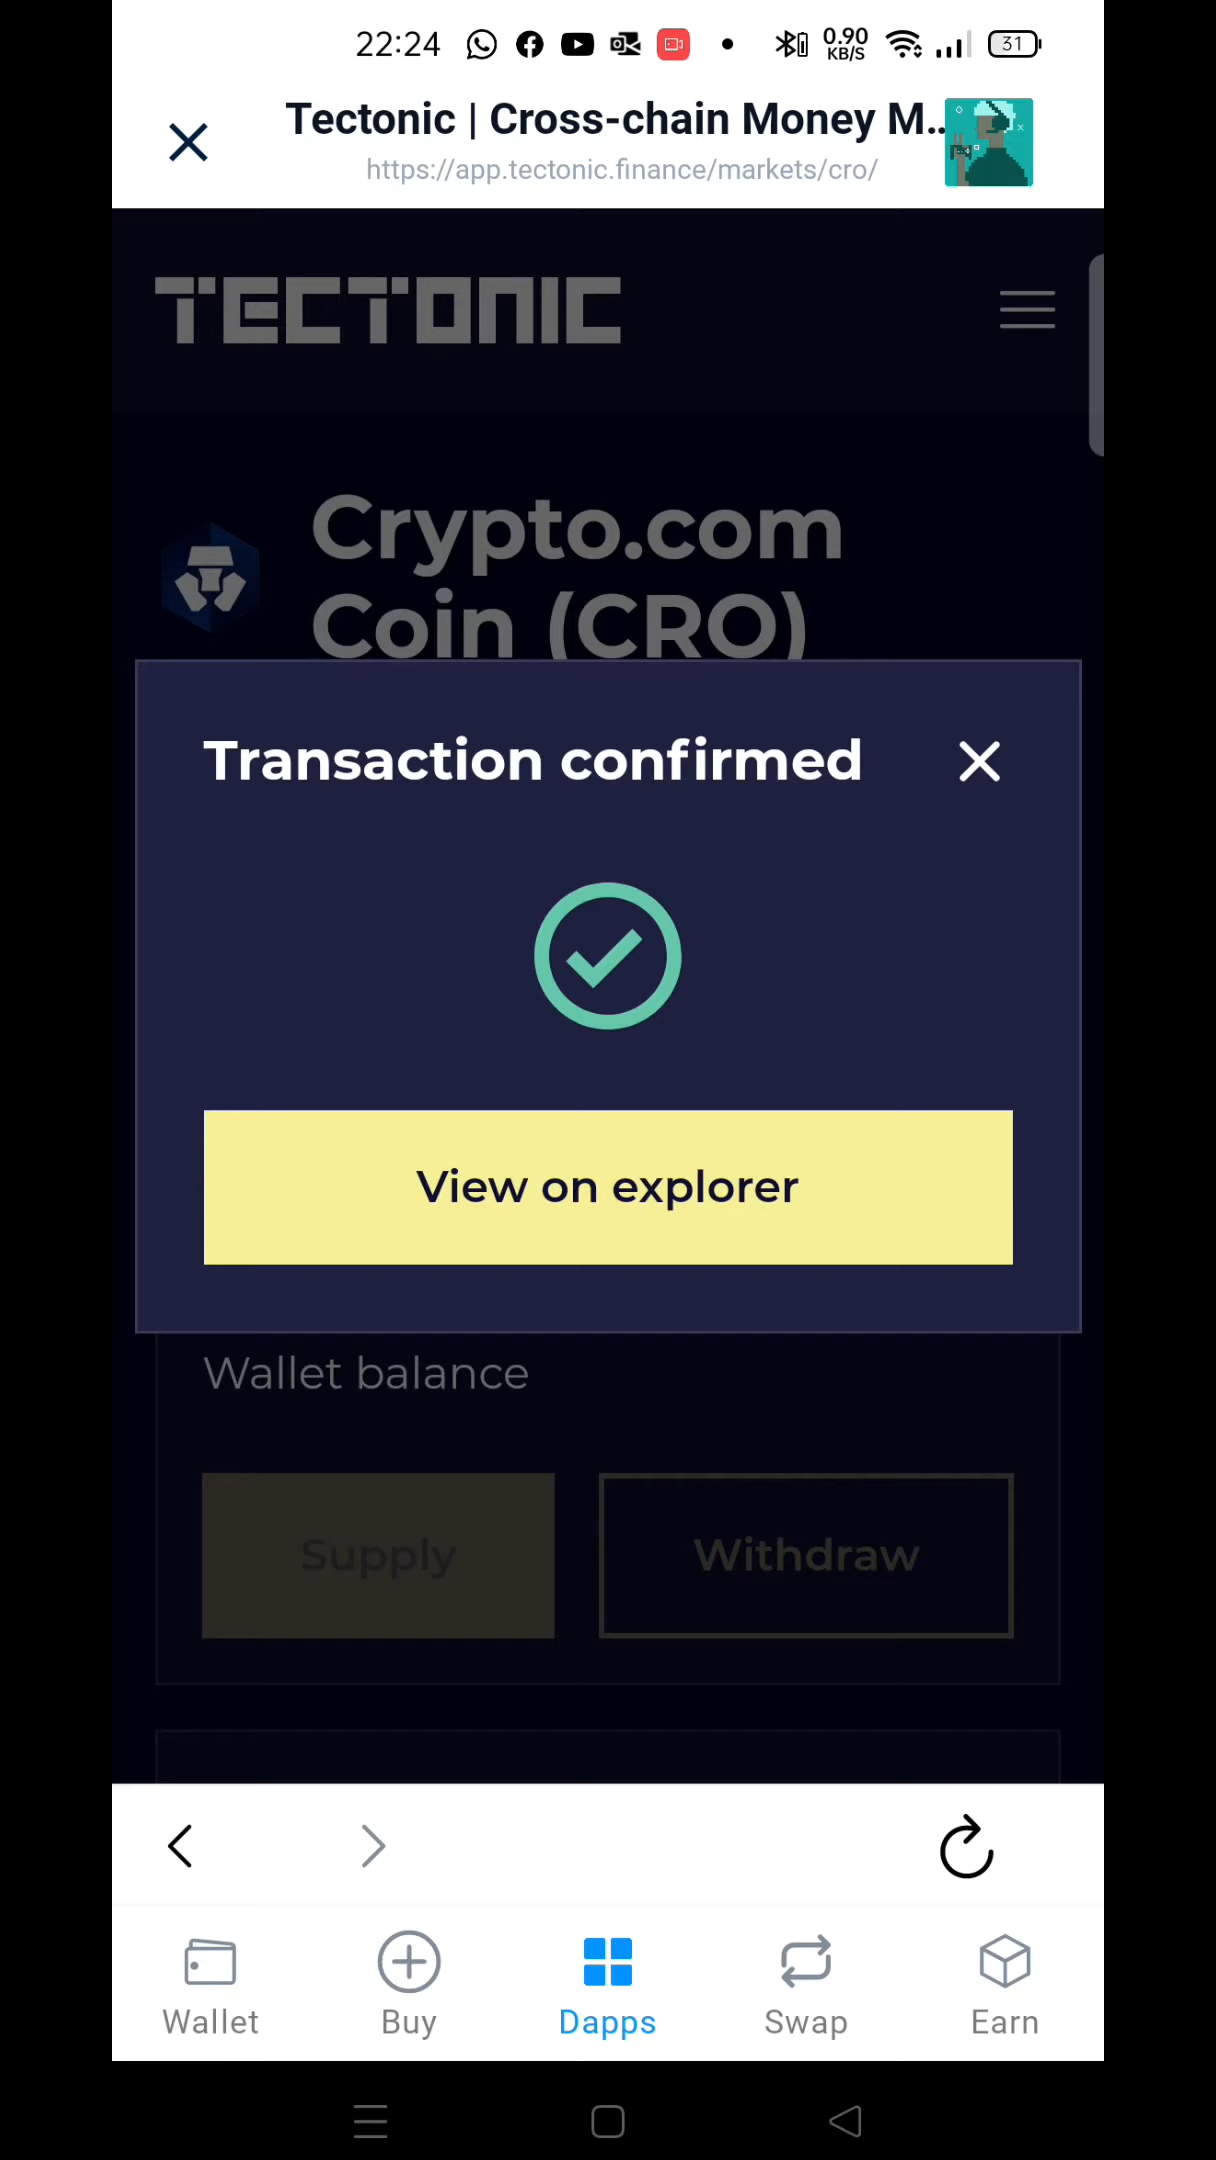 22:24 0.90 KB/S 31
Tectonic | Cross-chain Money M...
https://app.tectonic.finance/markets/cro/
TECTONIC
Crypto.com
Coin (CRO)
Transaction confirmed
View on explorer
Wallet balance
Supply Withdraw
Wallet Buy Dapps Swap Earn